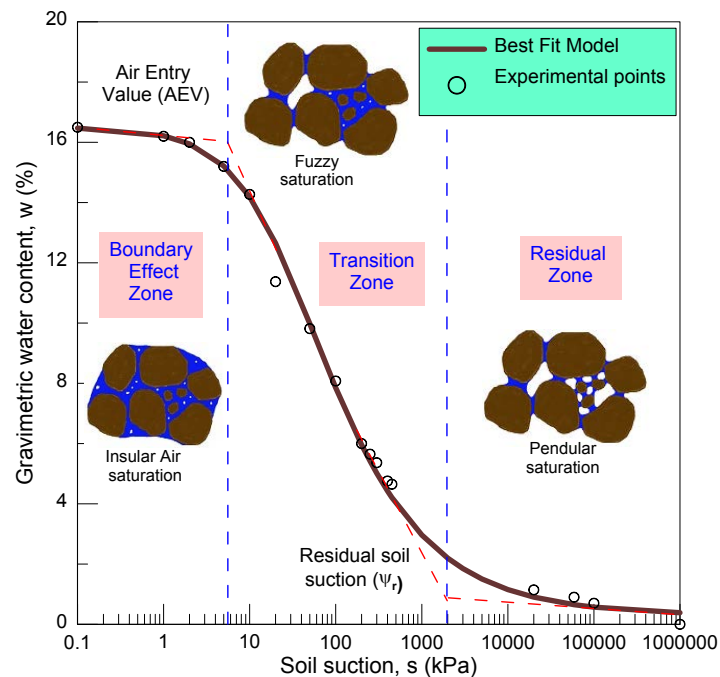 20
16
12
8
4
0
Gravimetric water content, w (%)
Best Fit Model
Experimental points
Air Entry
Value (AEV)
Fuzzy
saturation
Boundary
Effect
Zone
Transition
Zone
Residual
Zone
Insular Air
saturation
Pendular
saturation
Residual soil
suction (ψr)
0.1 1 10 100 1000 10000 100000 1000000
Soil suction, s (kPa)